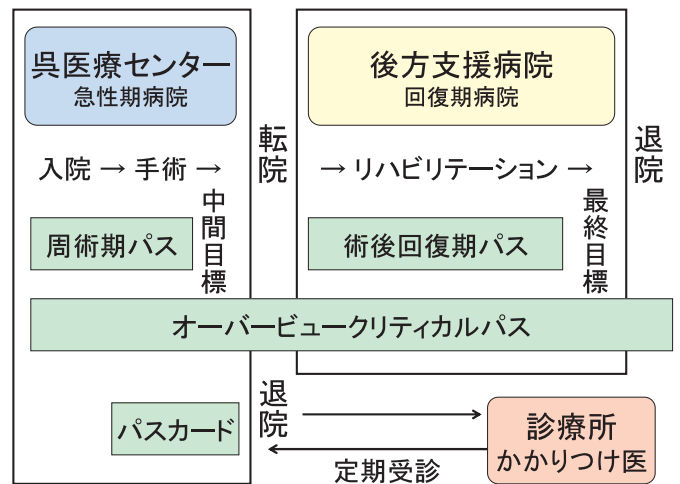 呉医療センター
急性期病院
後方支援病院
回復期病院
転院
退院
入院 → 手術 →
→ リハビリテーション →
中間目標
最終目標
周術期パス
術後回復期パス
オーバービュークリティカルパス
パスカード
退院
診療所
かかりつけ医
定期受診